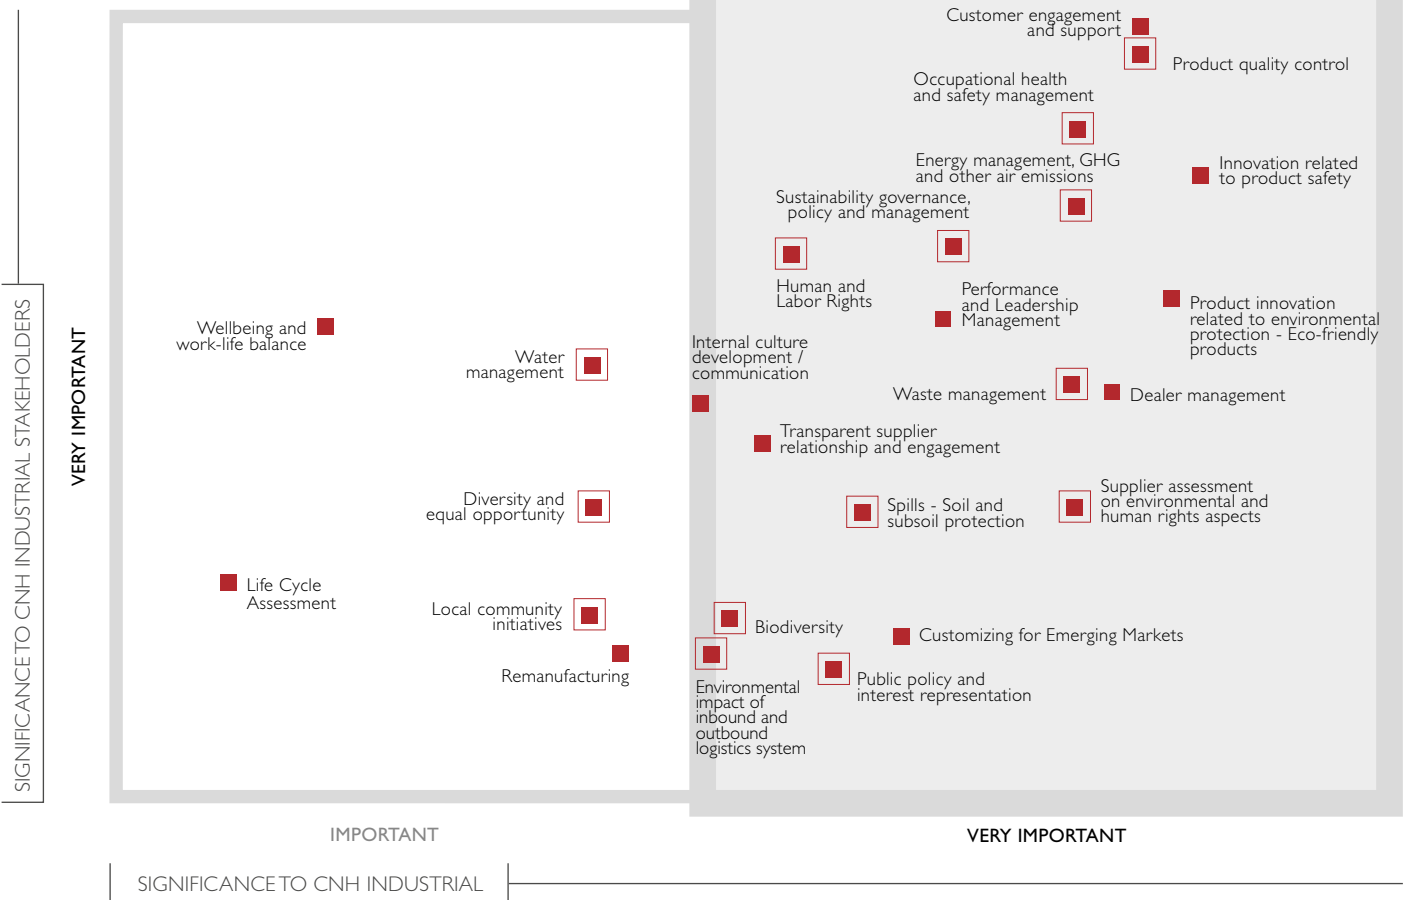 Customer engagement
and support
Product quality control
Occupational health
and safety management
Energy management, GHG
and other air emissions
Innovation related
to product safety
Sustainability governance,
policy and management
Human and
Labor Rights
Performance
and Leadership
Management
Product innovation
related to environmental
protection - Eco-friendly
products
Wellbeing and
work-life balance
Water
management
Internal culture
development /
communication
Waste management
Dealer management
Transparent supplier
relationship and engagement
Diversity and
equal opportunity
Spills - Soil and
subsoil protection
Supplier assessment
on environmental and
human rights aspects
Life Cycle
Assessment
Local community
initiatives
Remanufacturing
Biodiversity
Customizing for Emerging Markets
Environmental
impact of
inbound and
outbound
logistics system
Public policy and
interest representation
SIGNIFICANCE TO CNH INDUSTRIAL STAKEHOLDERS
VERY IMPORTANT
IMPORTANT
VERY IMPORTANT
SIGNIFICANCE TO CNH INDUSTRIAL